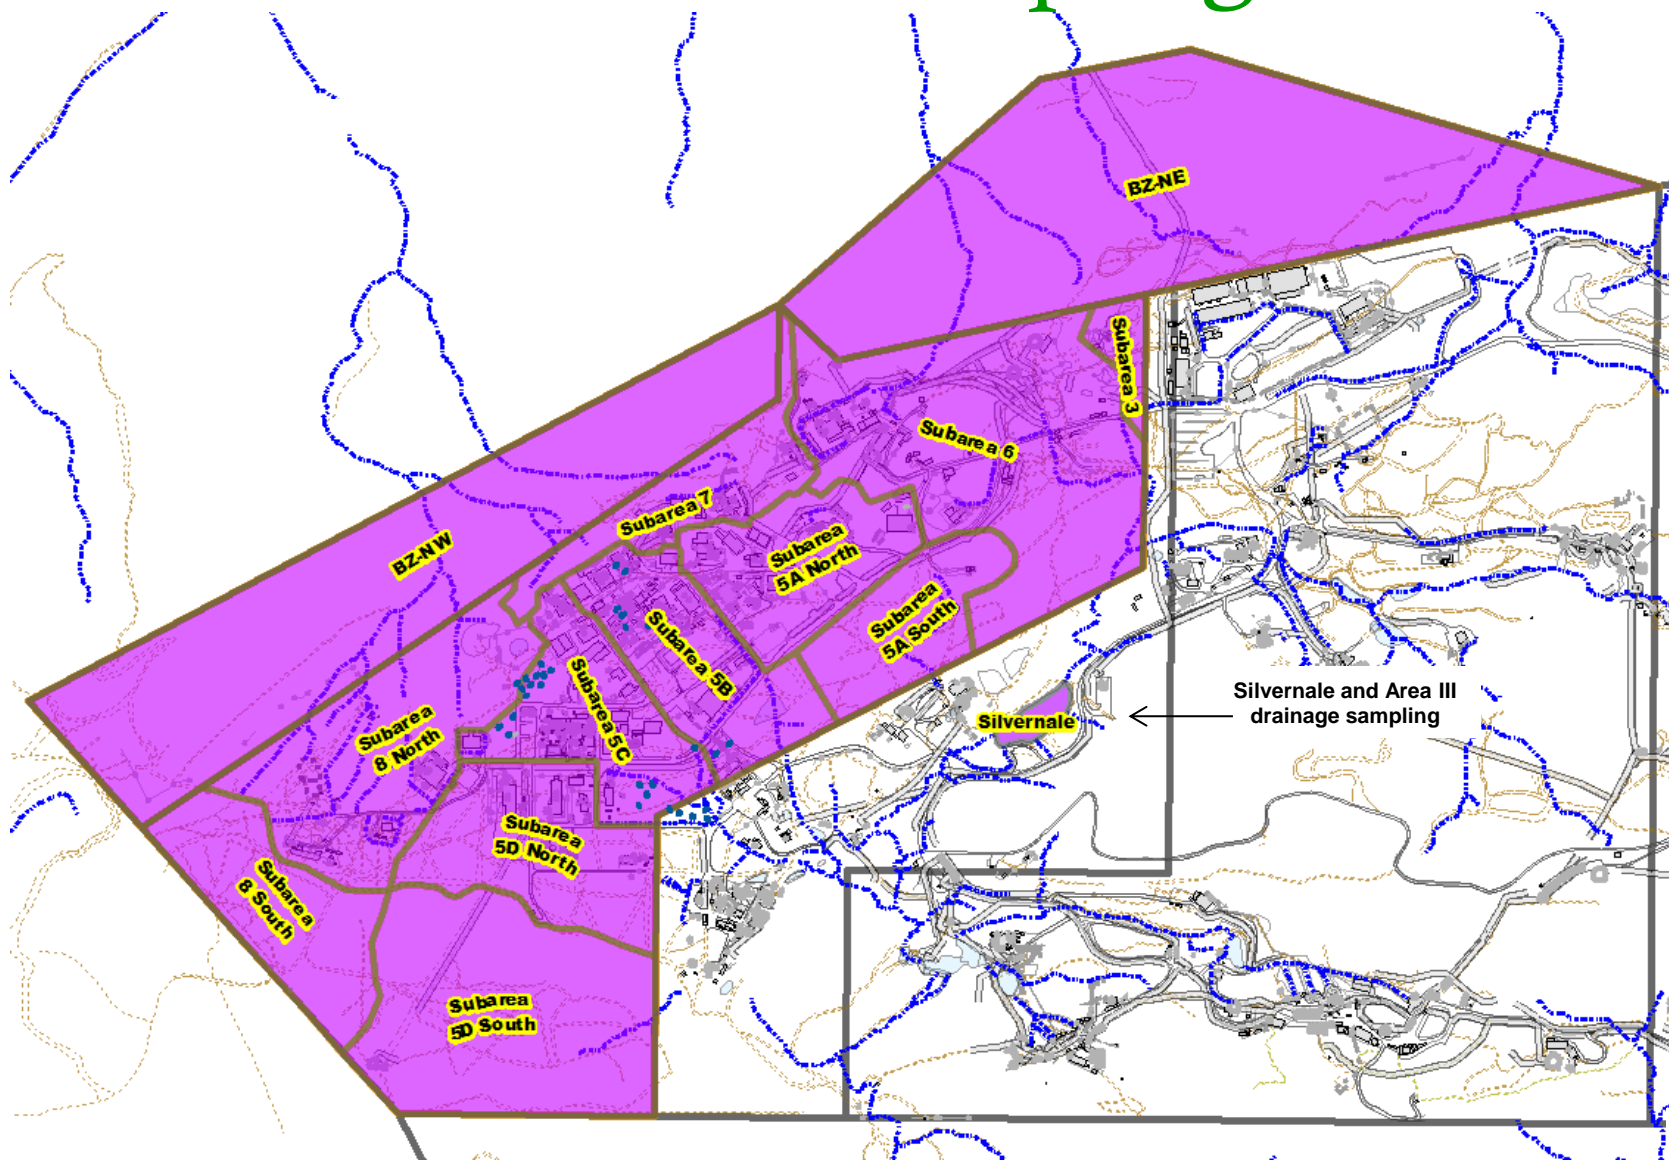 BZ-NE
Subarea 3
Subarea 6
Subarea 7
BZ-NW
Subarea
5A North
Subarea
5A South
Subarea 5B
Subarea 5C
Subarea
8 North
Silvernale
Silvernale and Area III
drainage sampling
Subarea
5D North
Subarea
8 South
Subarea
5D South